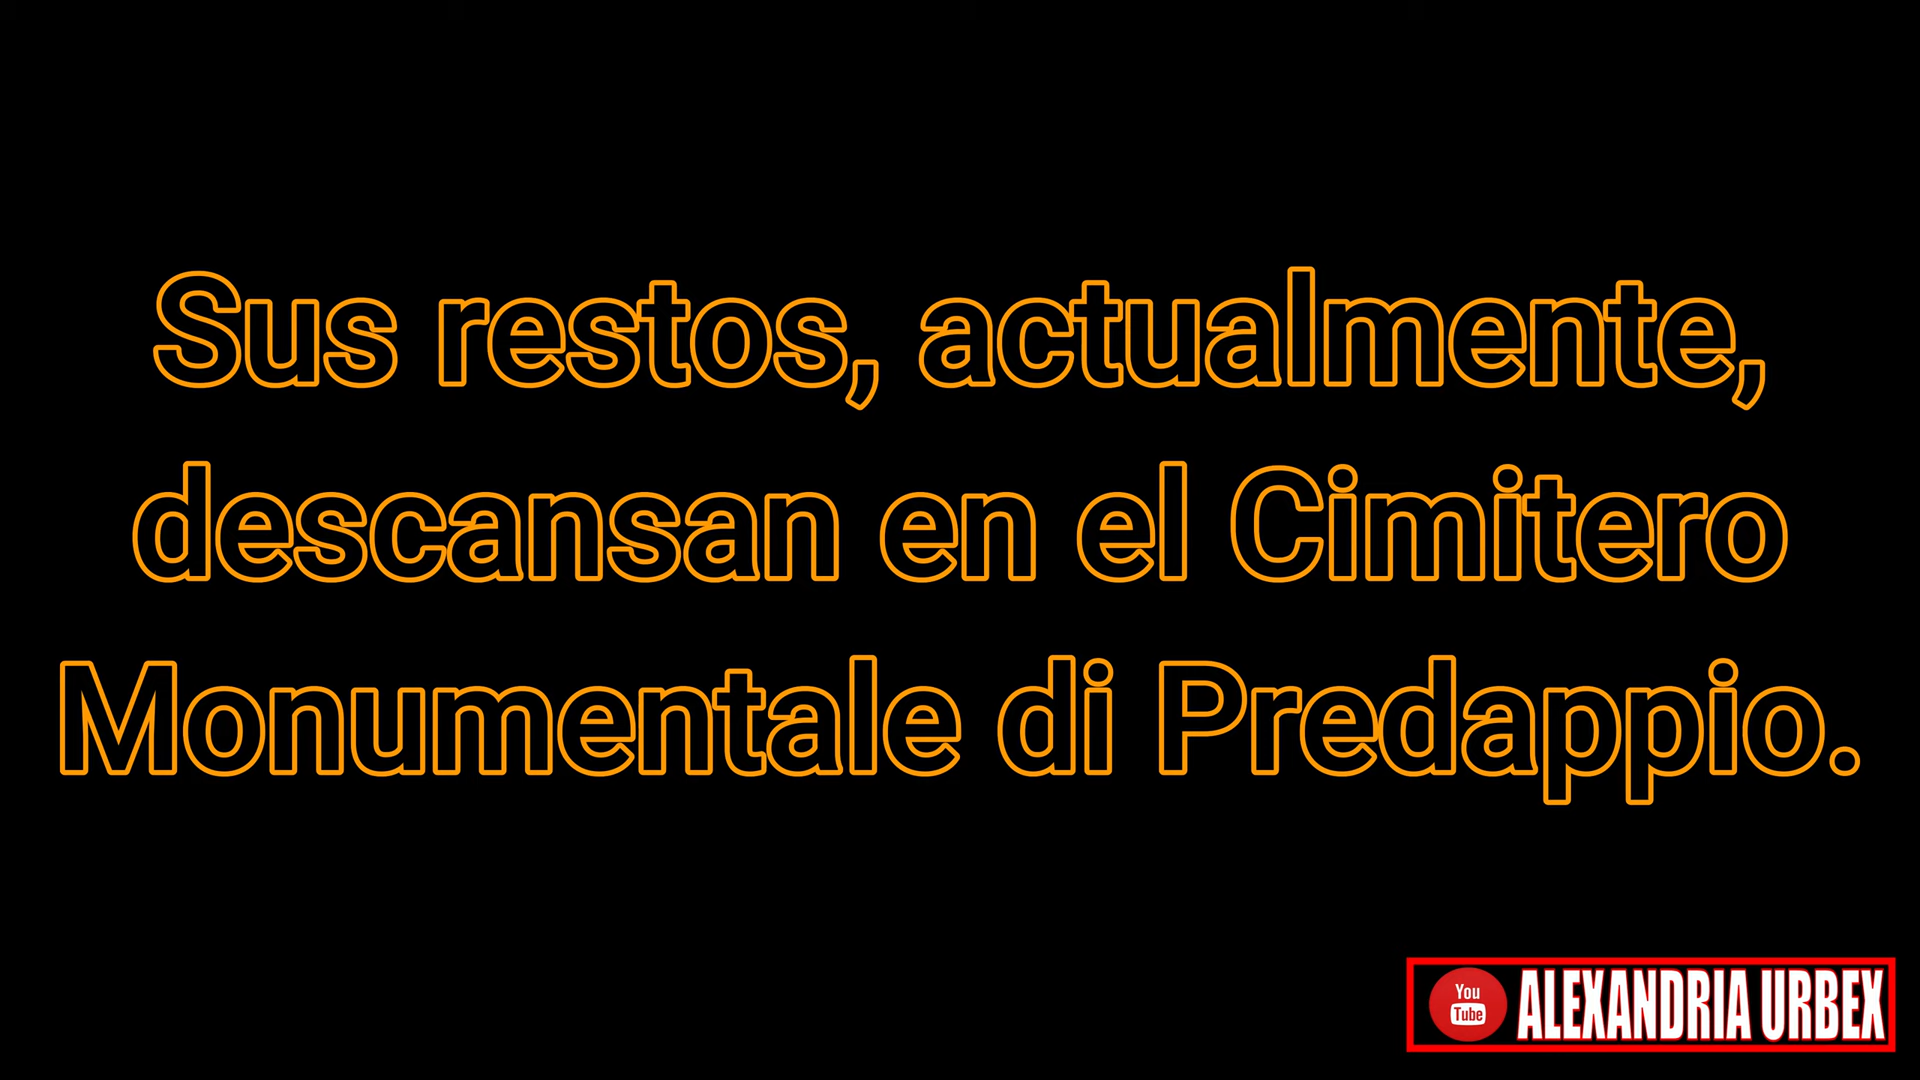 Sus restos, actualmente,
descansan en el Cimitero
Monumentale di Predappio.
You
Tube
ALEXANDRIA URBEX